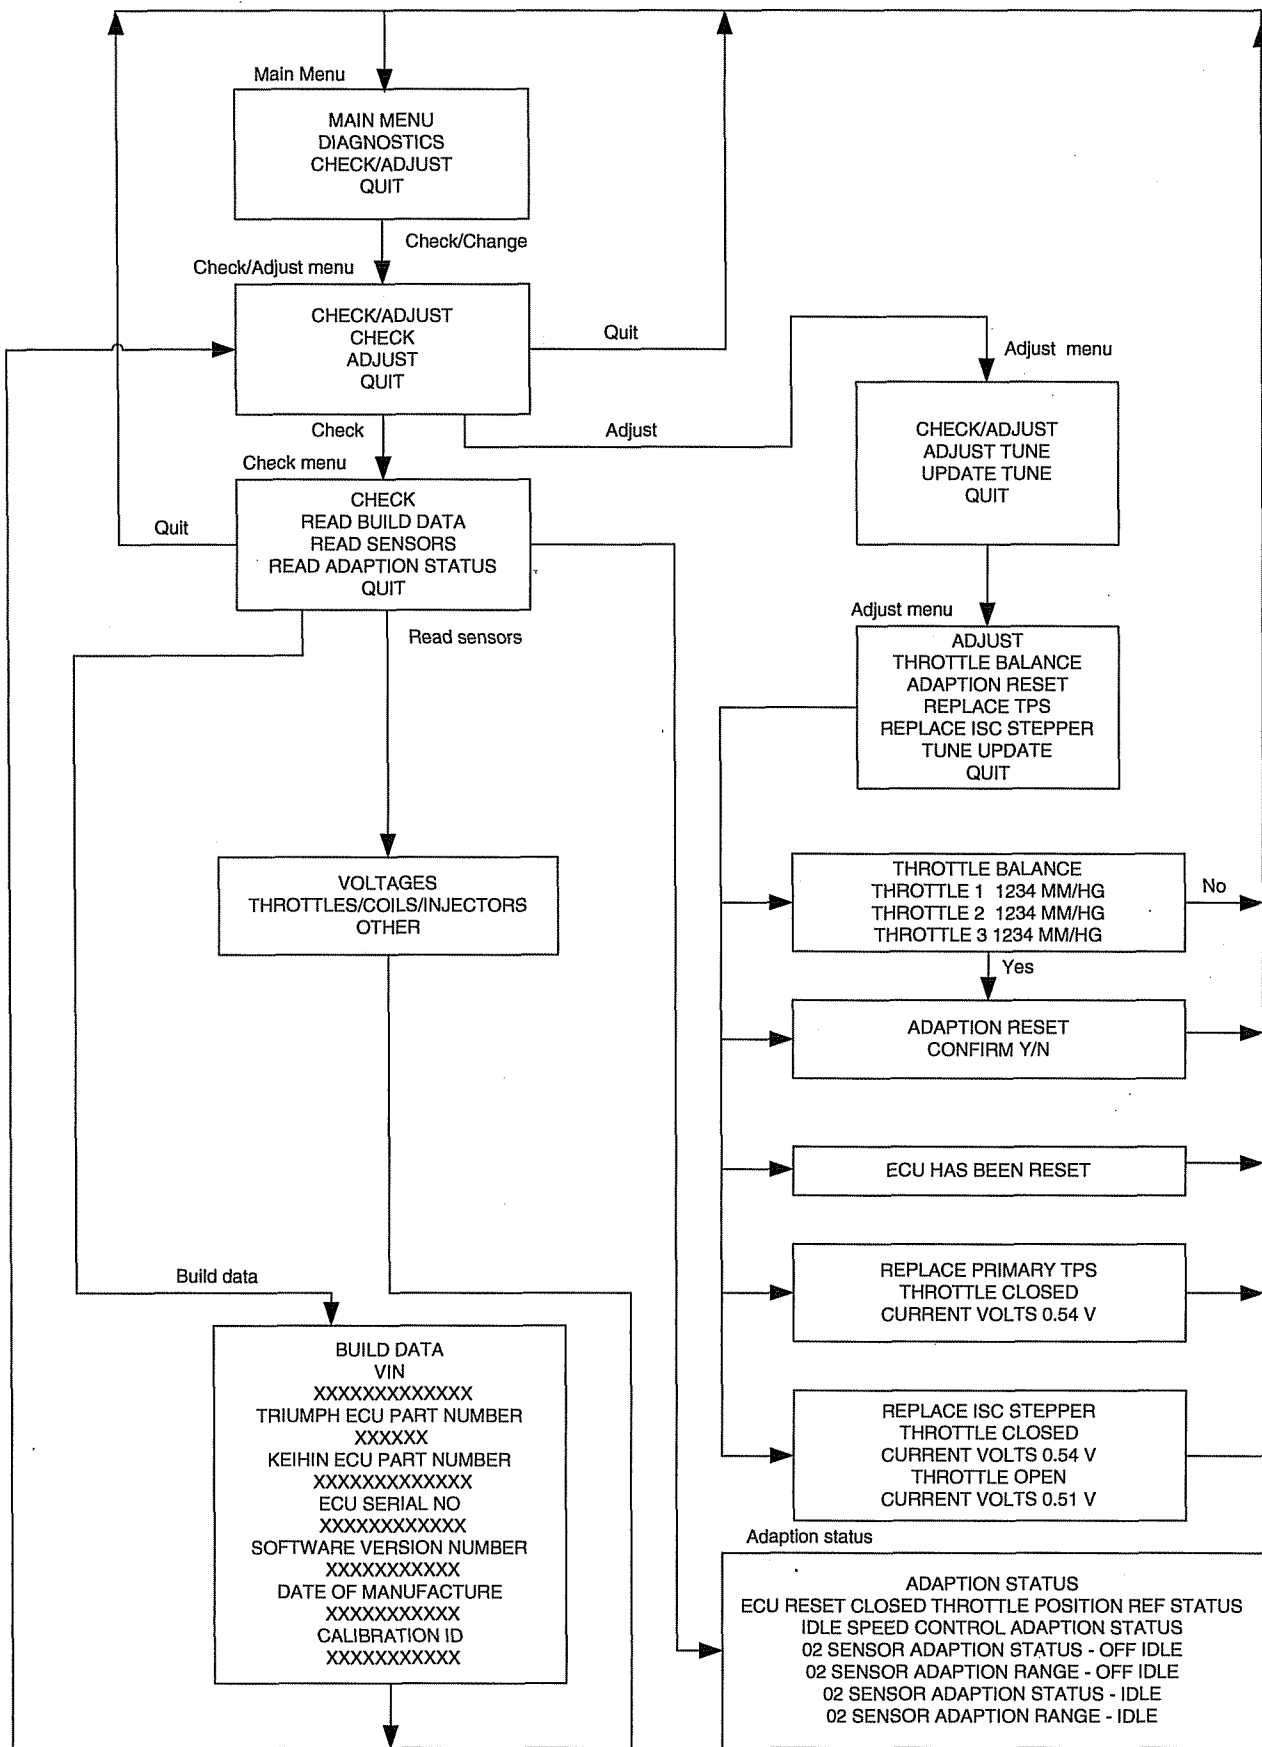 Main Menu
MAIN MENU
DIAGNOSTICS
CHECK/ADJUST
QUIT
Check/Change
Check/Adjust menu
CHECK/ADJUST
CHECK
ADJUST
QUIT
Quit
Adjust menu
CHECK/ADJUST
ADJUST TUNE
UPDATE TUNE
QUIT
Check
Adjust
Check menu
CHECK
READ BUILD DATA
READ SENSORS
READ ADAPTION STATUS
QUIT
Quit
Read sensors
Adjust menu
ADJUST
THROTTLE BALANCE
ADAPTION RESET
REPLACE TPS
REPLACE ISC STEPPER
TUNE UPDATE
QUIT
VOLTAGES
THROTTLES/COILS/INJECTORS
OTHER
THROTTLE BALANCE
THROTTLE 1 1234 MM/HG
THROTTLE 2 1234 MM/HG
THROTTLE 3 1234 MM/HG
No
Yes
ADAPTION RESET
CONFIRM Y/N
ECU HAS BEEN RESET
REPLACE PRIMARY TPS
THROTTLE CLOSED
CURRENT VOLTS 0.54 V
REPLACE ISC STEPPER
THROTTLE CLOSED
CURRENT VOLTS 0.54 V
THROTTLE OPEN
CURRENT VOLTS 0.51 V
Build data
BUILD DATA
VIN
XXXXXXXXXXXXX
TRIUMPH ECU PART NUMBER
XXXXXX
KEIHIN ECU PART NUMBER
XXXXXXXXXXXXX
ECU SERIAL NO
XXXXXXXXXXXX
SOFTWARE VERSION NUMBER
XXXXXXXXXXX
DATE OF MANUFACTURE
XXXXXXXXXXX
CALIBRATION ID
XXXXXXXXXXX
Adaption status
ADAPTION STATUS
ECU RESET CLOSED THROTTLE POSITION REF STATUS
IDLE SPEED CONTROL ADAPTION STATUS
02 SENSOR ADAPTION STATUS - OFF IDLE
02 SENSOR ADAPTION RANGE - OFF IDLE
02 SENSOR ADAPTION STATUS - IDLE
02 SENSOR ADAPTION RANGE - IDLE